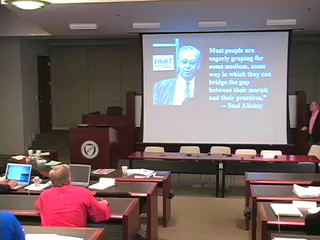 Most people are
eagerly groping for
some medium, some
way in which they can
bridge the gap
between their morals
and their practices."
— Saul Alinsky